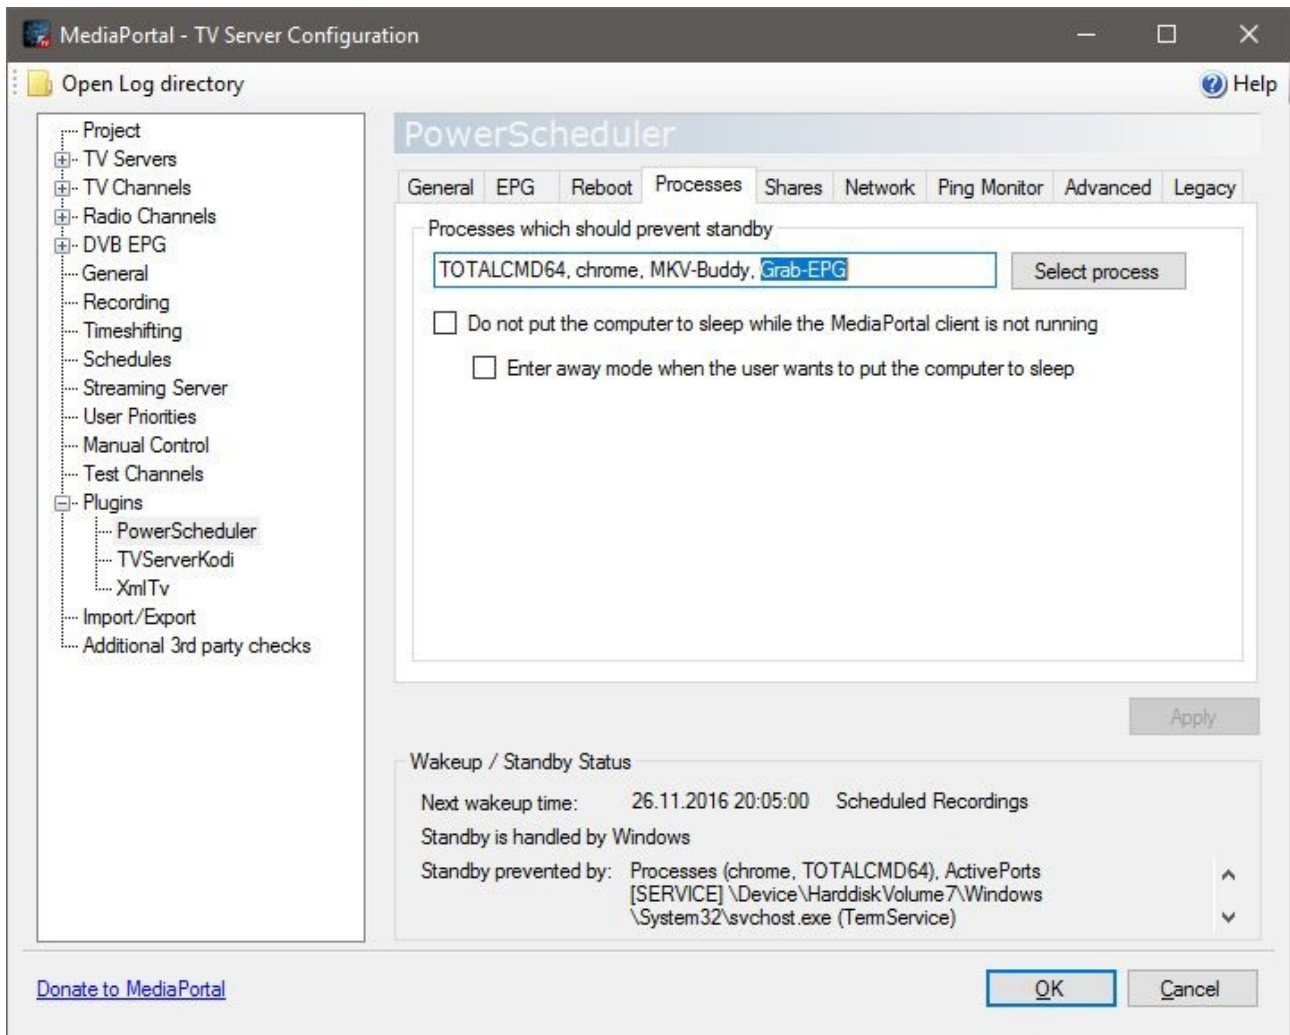 MediaPortal - TV Server Configuration
Open Log directory
Help
Project
TV Servers
TV Channels
Radio Channels
DVB EPG
General
Recording
Timeshifting
Schedules
Streaming Server
User Priorities
Manual Control
Test Channels
Plugins
PowerScheduler
TVServerKodi
XmlTv
Import/Export
Additional 3rd party checks
PowerScheduler
General EPG Reboot Processes Shares Network Ping Monitor Advanced Legacy
Processes which should prevent standby
TOTALCMD64, chrome, MKV-Buddy, Grab-EPG
Select process
Do not put the computer to sleep while the MediaPortal client is not running
Enter away mode when the user wants to put the computer to sleep
Apply
Wakeup / Standby Status
Next wakeup time: 26.11.2016 20:05:00 Scheduled Recordings
Standby is handled by Windows
Standby prevented by: Processes (chrome, TOTALCMD64), ActivePorts
[SERVICE] \Device\HarddiskVolume7\Windows
\System32\svchost.exe (TermService)
Donate to MediaPortal
OK
Cancel